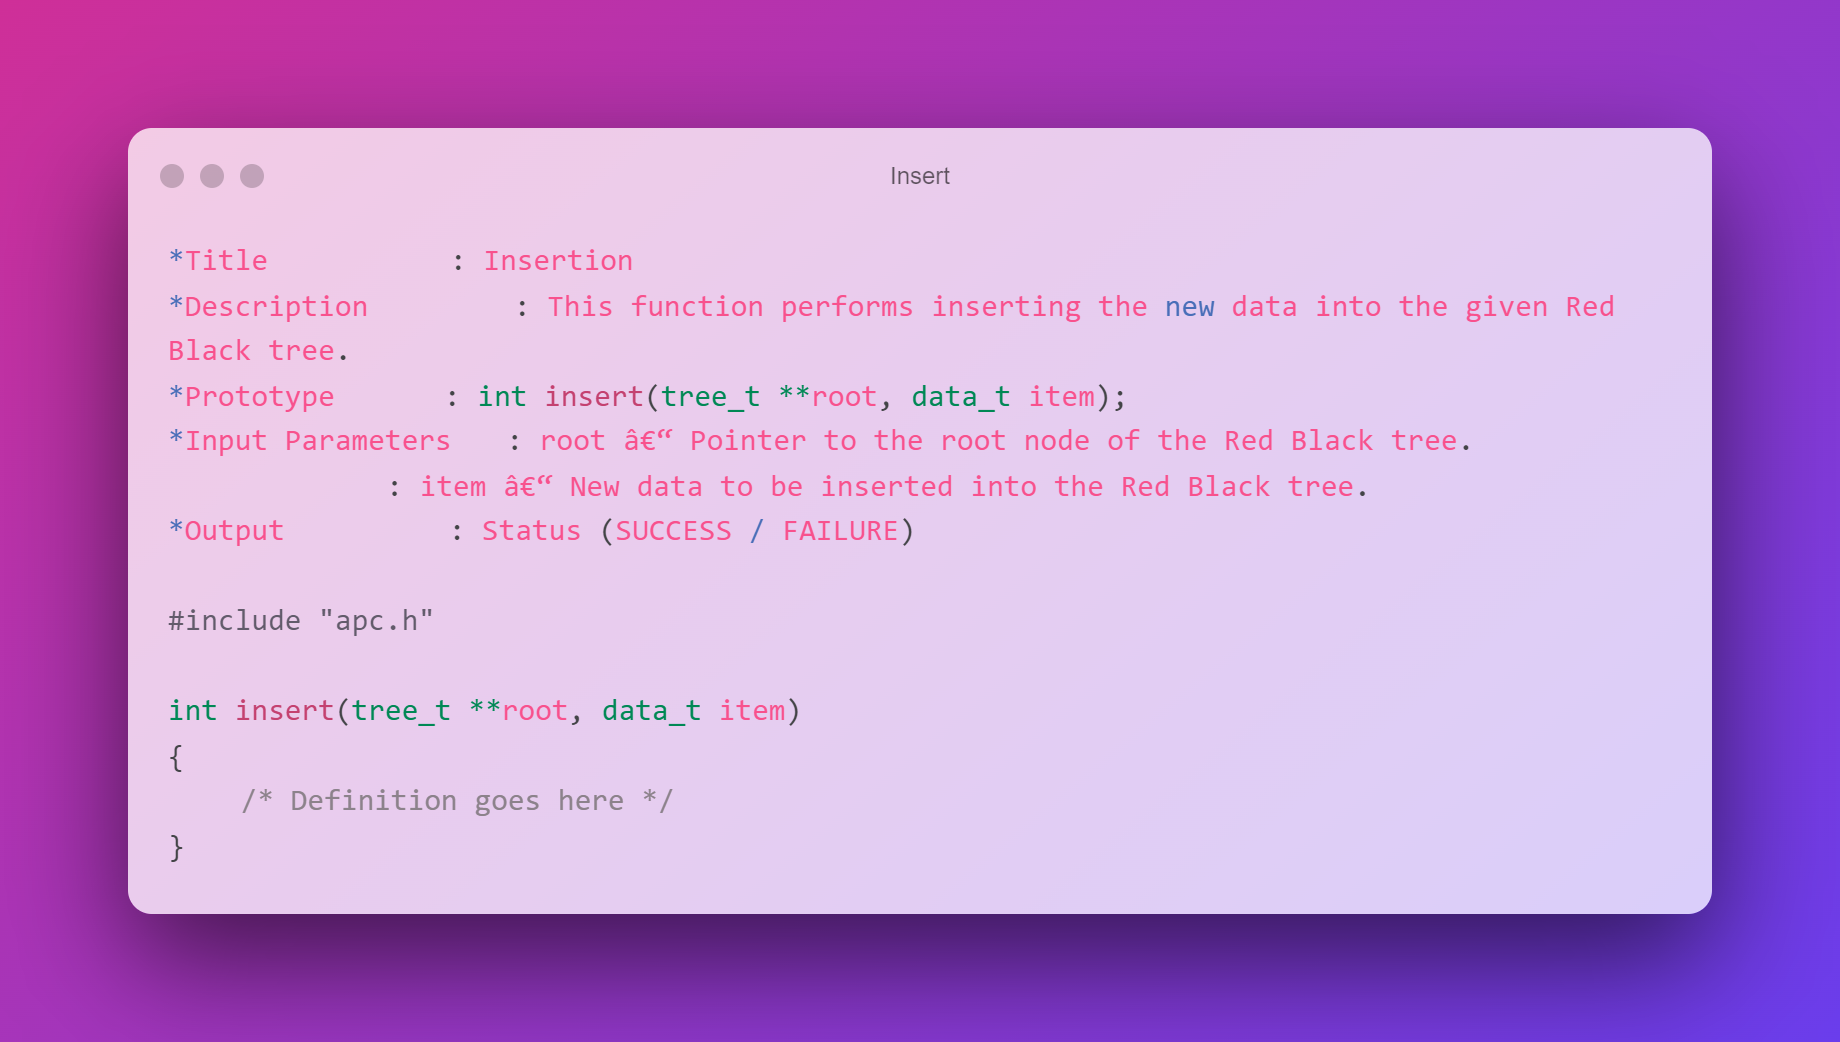 Insert
*Title           : Insertion
*Description         : This function performs inserting the new data into the given Red
Black tree.
*Prototype       : int insert(tree_t **root, data_t item);
*Input Parameters    : root â€“ Pointer to the root node of the Red Black tree.
             : item â€“ New data to be inserted into the Red Black tree.
*Output          : Status (SUCCESS / FAILURE)
#include "apc.h"
int insert(tree_t **root, data_t item)
{
    /* Definition goes here */
}